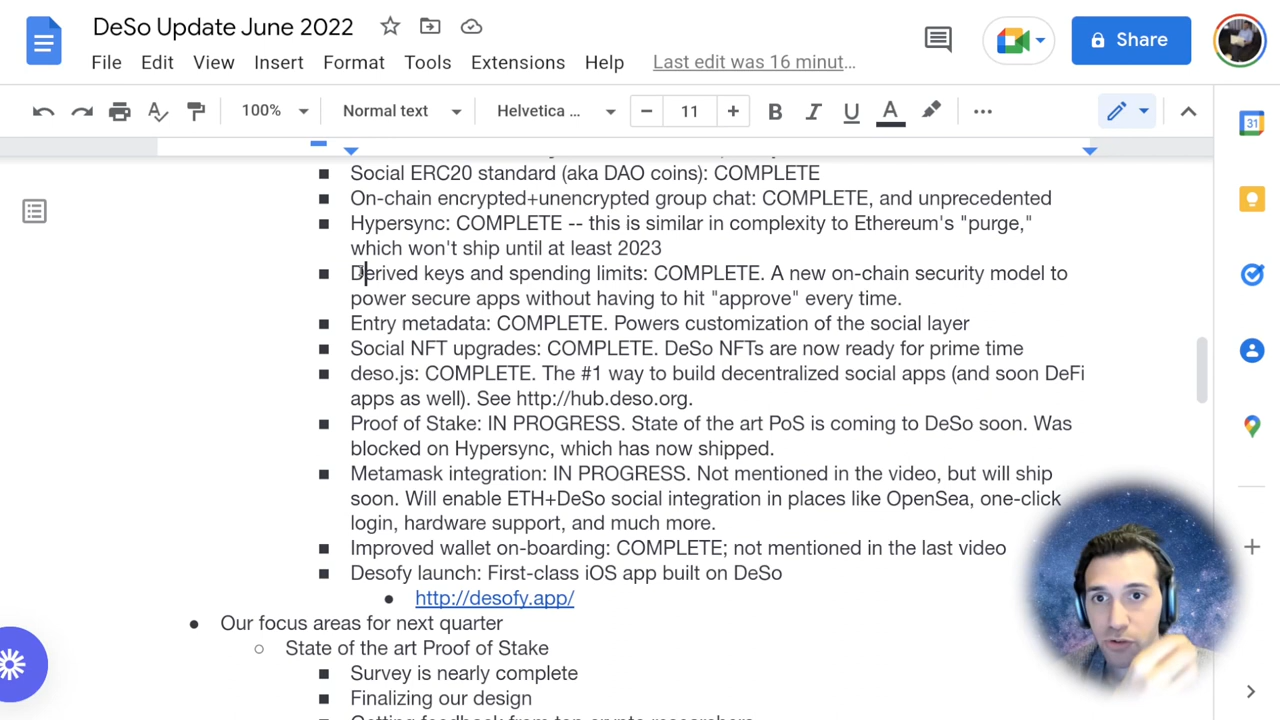 DeSo Update June 2022
File Edit View Insert Format Tools Extensions Help Last edit was 16 minut…
Share
100% Normal text Helvetica ... 11 B I U A
31
Social ERC20 standard (aka DAO coins): COMPLETE
On-chain encrypted+unencrypted group chat: COMPLETE, and unprecedented
Hypersync: COMPLETE -- this is similar in complexity to Ethereum's "purge,"
which won't ship until at least 2023
Derived keys and spending limits: COMPLETE. A new on-chain security model to
power secure apps without having to hit "approve" every time.
Entry metadata: COMPLETE. Powers customization of the social layer
Social NFT upgrades: COMPLETE. DeSo NFTs are now ready for prime time
deso.js: COMPLETE. The #1 way to build decentralized social apps (and soon DeFi
apps as well). See http://hub.deso.org.
Proof of Stake: IN PROGRESS. State of the art PoS is coming to DeSo soon. Was
blocked on Hypersync, which has now shipped.
Metamask integration: IN PROGRESS. Not mentioned in the video, but will ship
soon. Will enable ETH+DeSo social integration in places like OpenSea, one-click
login, hardware support, and much more.
Improved wallet on-boarding: COMPLETE; not mentioned in the last video
Desofy launch: First-class iOS app built on DeSo
http://desofy.app/
Our focus areas for next quarter
State of the art Proof of Stake
Survey is nearly complete
Finalizing our design
Getting feedback from top crypto researchers